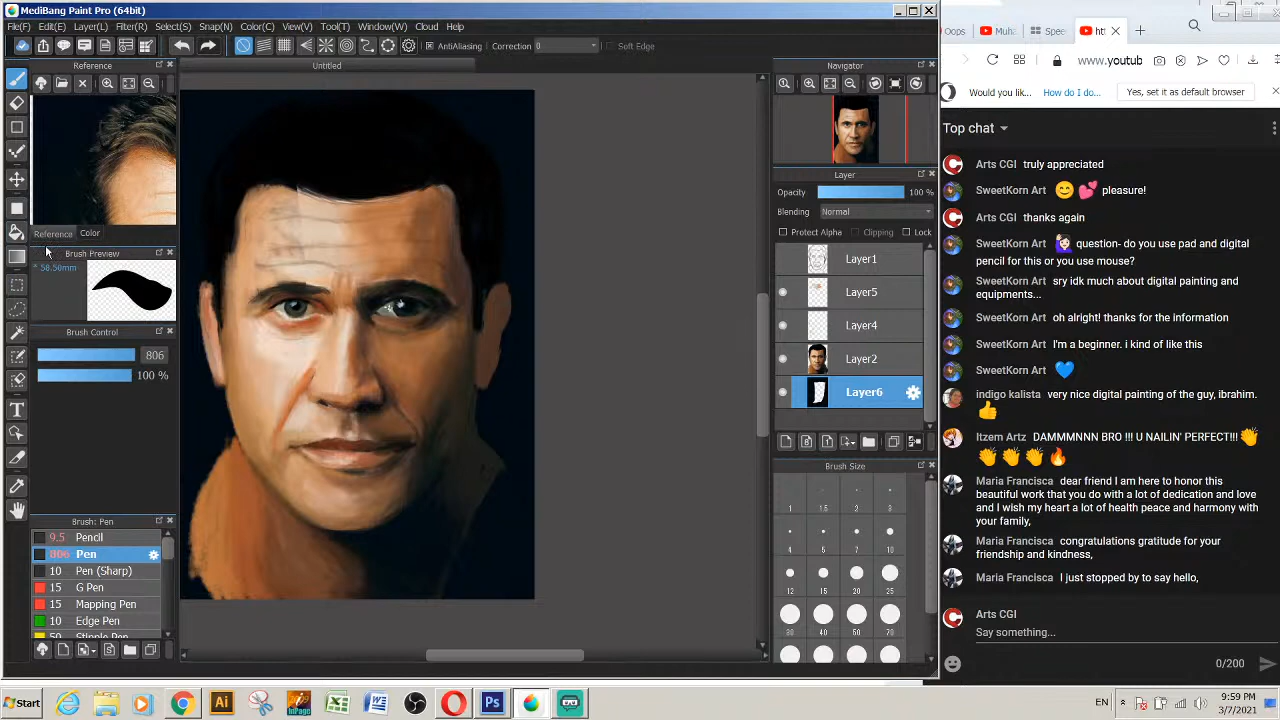 MediBang Paint Pro (64bit)
File(F) Edit(E) Layer(L) Filter(R) Select(S) Snap(N) Color(C) View(V) Tool(T) Window(W) Cloud Help
AntiAliasing Correction 0 Soft Edge
Reference
Untitled
Navigator
Reference Color
Brush Preview
* 58.50mm
Brush Control
806
100 %
Brush: Pen
9.5 Pencil
806 Pen
10 Pen (Sharp)
15 G Pen
15 Mapping Pen
10 Edge Pen
50 Stipple Pen
Layer
Opacity 100 %
Blending Normal
Protect Alpha Clipping Lock
Layer1
Layer5
Layer4
Layer2
Layer6
Brush Size
1 1.5 2 3
4 5 7 10
12 15 20 25
30 40 50 70
Oops Muha Spee htt
www.youtub
Would you like... How do I do... Yes, set it as default browser
Top chat
Arts CGI truly appreciated
SweetKorn Art 😊 💕 pleasure!
Arts CGI thanks again
SweetKorn Art 🙋🏻‍♀️ question- do you use pad and digital
pencil for this or you use mouse?
SweetKorn Art sry idk much about digital painting and
equipments...
SweetKorn Art oh alright! thanks for the information
SweetKorn Art I'm a beginner. i kind of like this
SweetKorn Art 💙
indigo kalista very nice digital painting of the guy, ibrahim.
👍
Itzem Artz DAMMMNNN BRO !!! U NAILIN' PERFECT!!! 👏
👏 👏 👏 🔥
Maria Francisca dear friend I am here to honor this
beautiful work that you do with a lot of dedication and love
and I wish my heart a lot of health peace and harmony with
your family,
Maria Francisca congratulations gratitude for your
friendship and kindness,
Maria Francisca I just stopped by to say hello,
Arts CGI
Say something...
0/200
Start
EN
9:59 PM
3/7/2021